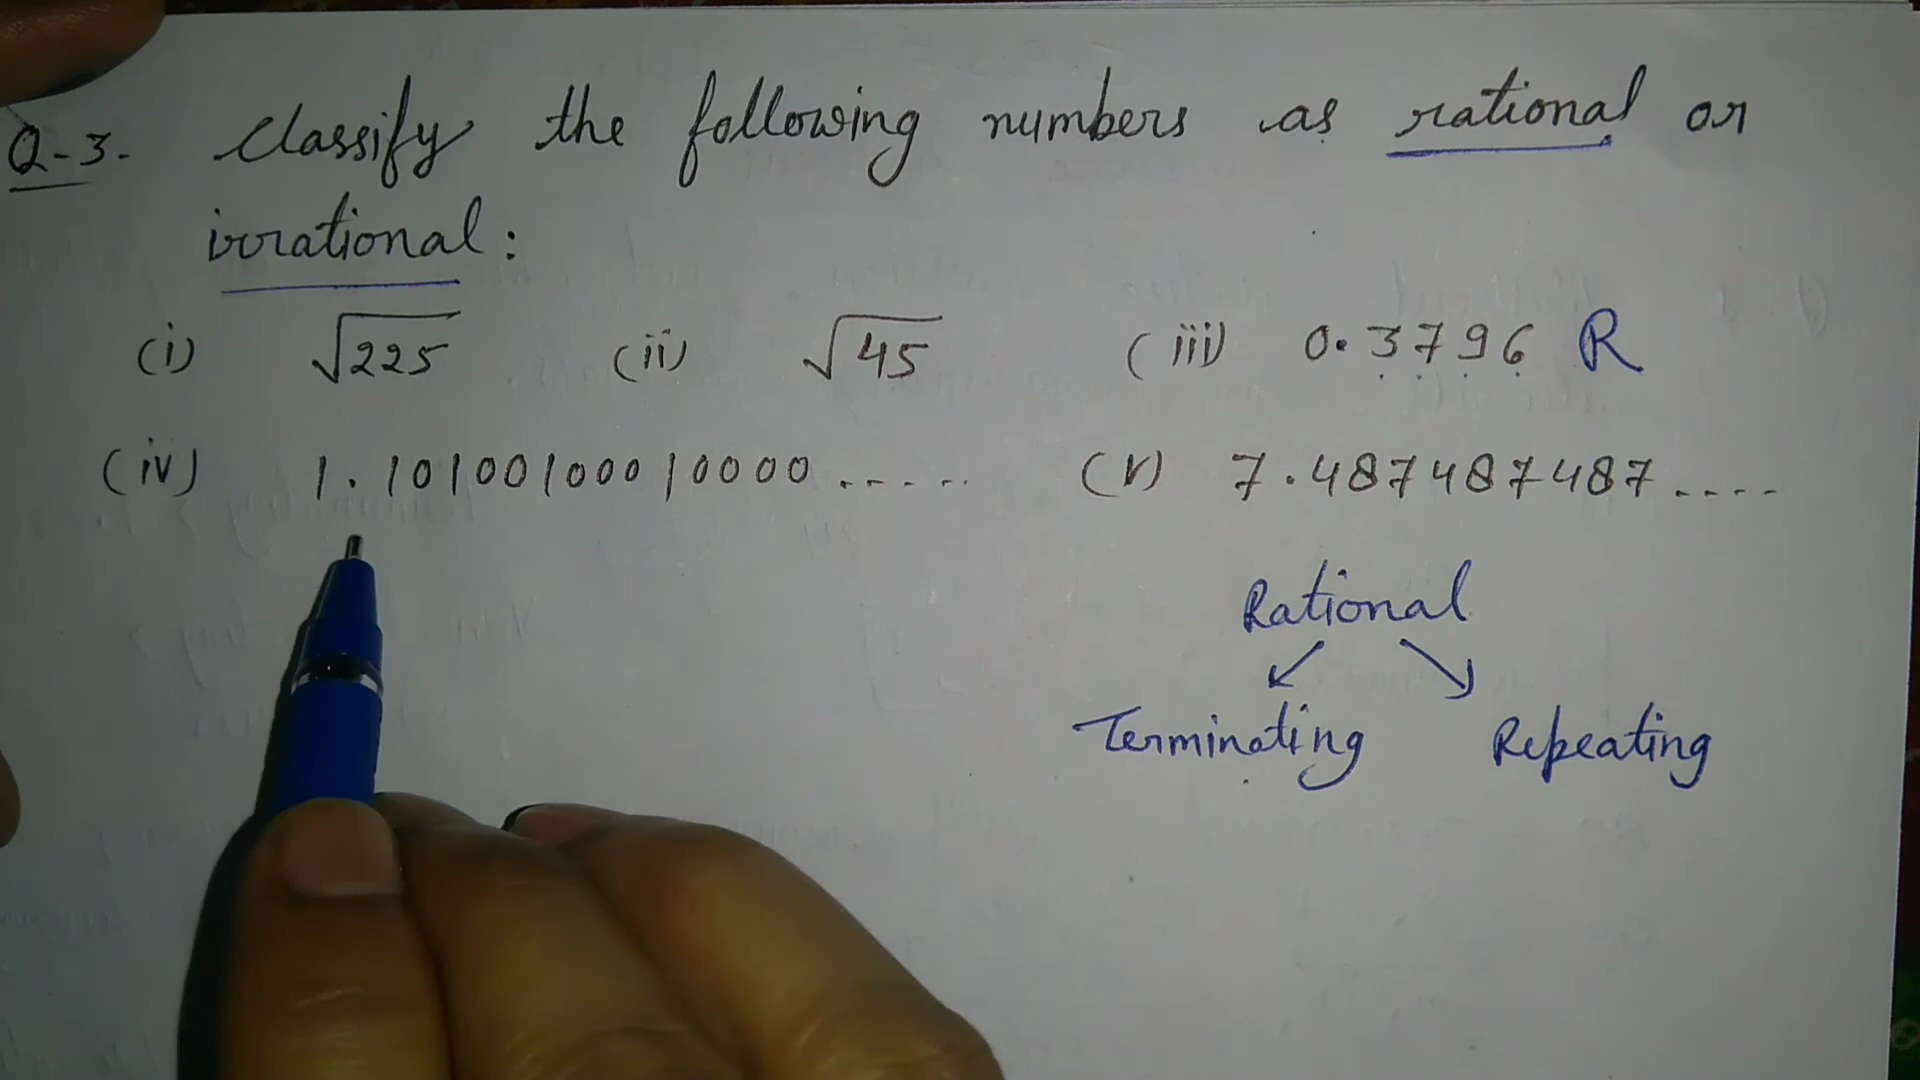 Q-3. Classify the following numbers as rational or
irrational:
(i) √225 (ii) √45 (iii) 0.3796 R
(iv) 1.10100100010000..... (v) 7.487487487....
Rational
↙ ↘
Terminating Repeating